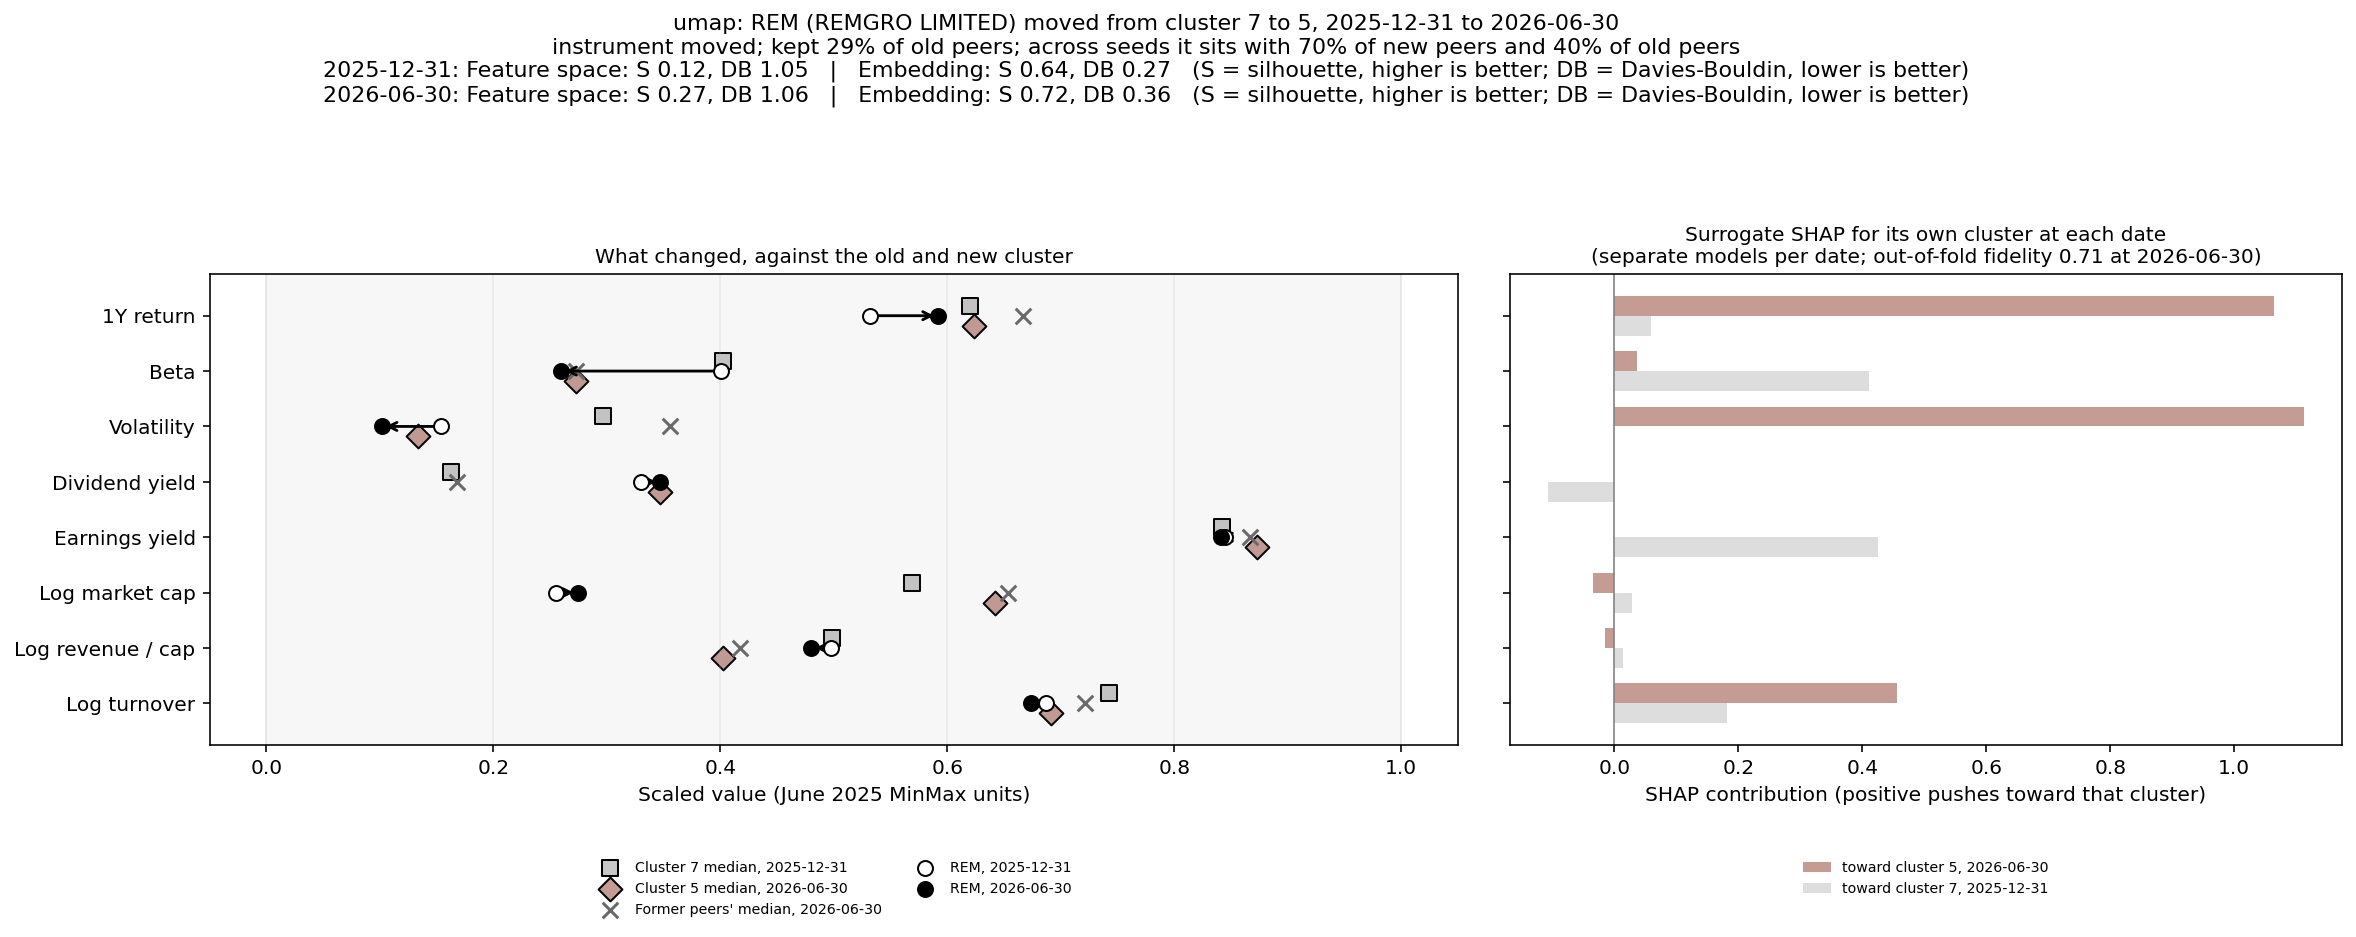 umap: REM (REMGRO LIMITED) moved from cluster 7 to 5, 2025-12-31 to 2026-06-30
instrument moved; kept 29% of old peers; across seeds it sits with 70% of new peers and 40% of old peers
2025-12-31: Feature space: S 0.12, DB 1.05 | Embedding: S 0.64, DB 0.27 (S = silhouette, higher is better; DB = Davies-Bouldin, lower is better)
2026-06-30: Feature space: S 0.27, DB 1.06 | Embedding: S 0.72, DB 0.36 (S = silhouette, higher is better; DB = Davies-Bouldin, lower is better)
What changed, against the old and new cluster
1Y return
Beta
Volatility
Dividend yield
Earnings yield
Log market cap
Log revenue / cap
Log turnover
0.0 0.2 0.4 0.6 0.8 1.0
Scaled value (June 2025 MinMax units)
Cluster 7 median, 2025-12-31
Cluster 5 median, 2026-06-30
Former peers' median, 2026-06-30
REM, 2025-12-31
REM, 2026-06-30
Surrogate SHAP for its own cluster at each date
(separate models per date; out-of-fold fidelity 0.71 at 2026-06-30)
0.0 0.2 0.4 0.6 0.8 1.0
SHAP contribution (positive pushes toward that cluster)
toward cluster 5, 2026-06-30
toward cluster 7, 2025-12-31